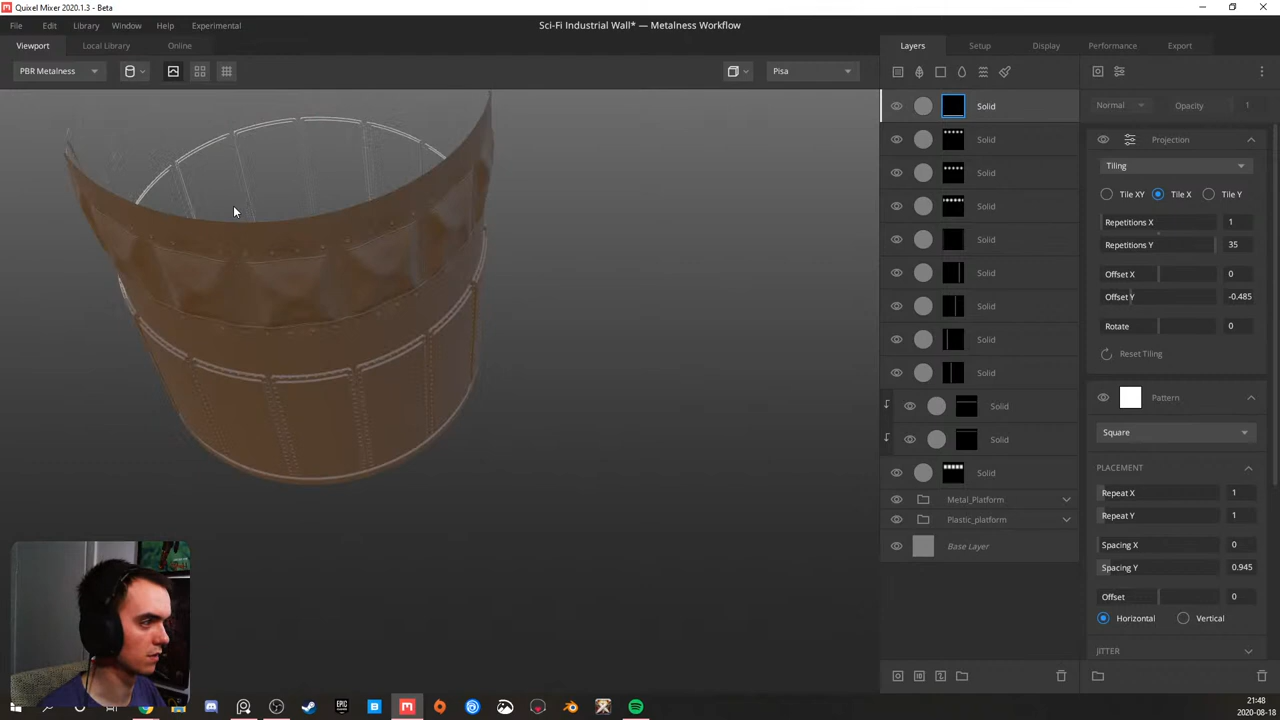 Quixel Mixer 2020.1.3 - Beta
File Edit Library Window Help Experimental
Sci-Fi Industrial Wall* — Metalness Workflow
Viewport Local Library Online
Layers Setup Display Performance Export
PBR Metalness
Pisa
Normal Opacity 1
Solid
Solid
Solid
Solid
Solid
Solid
Solid
Solid
Solid
Solid
Solid
Solid
Metal_Platform
Plastic_platform
Base Layer
Projection
Tiling
Tile XY Tile X Tile Y
Repetitions X 1
Repetitions Y 35
Offset X 0
Offset Y -0.485
Rotate 0
Reset Tiling
Pattern
Square
PLACEMENT
Repeat X 1
Repeat Y 1
Spacing X 0
Spacing Y 0.945
Offset 0
Horizontal Vertical
JITTER
EPIC
21:48
2020-08-18